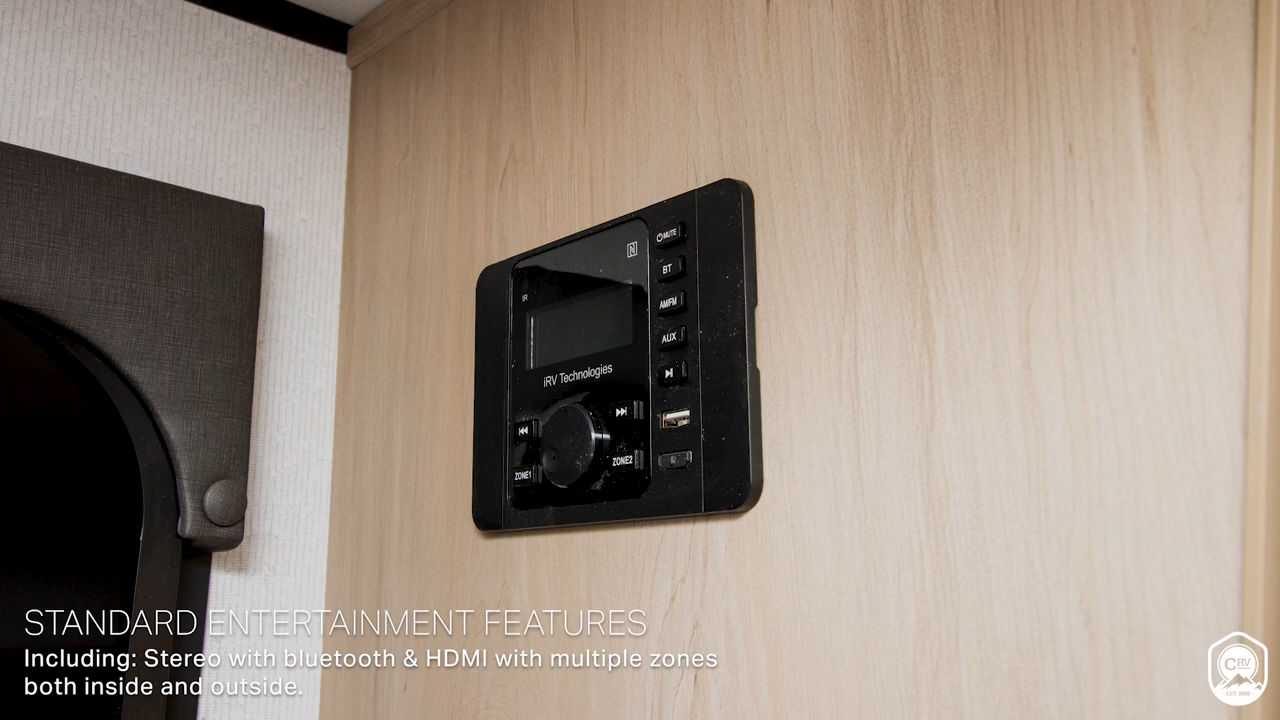 MUTE
BT
IR
AM/FM
AUX
iRV Technologies
ZONE1
ZONE2
STANDARD ENTERTAINMENT FEATURES
Including: Stereo with bluetooth & HDMI with multiple zones
both inside and outside.
CRV